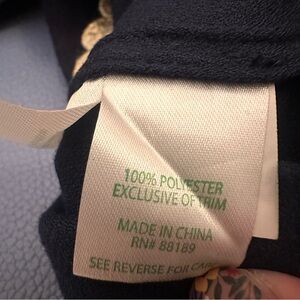 100% POLYESTER
EXCLUSIVE OF TRIM
MADE IN CHINA
RN# 88189
SEE REVERSE FOR CARE